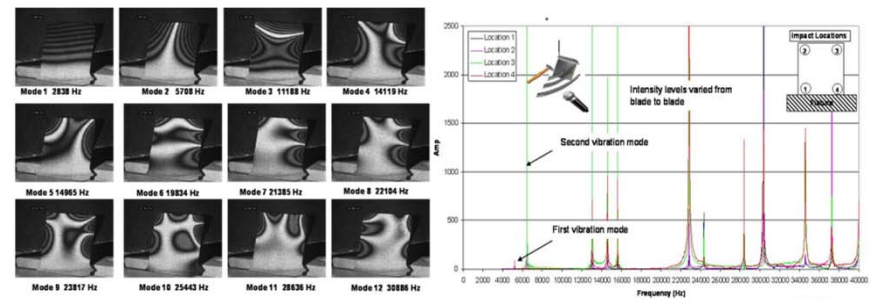 Mode 1 2838 Hz
Mode 2 5708 Hz
Mode 3 11188 Hz
Mode 4 14119 Hz
Mode 5 14965 Hz
Mode 6 19834 Hz
Mode 7 21385 Hz
Mode 8 22104 Hz
Mode 9 23817 Hz
Mode 10 25443 Hz
Mode 11 28636 Hz
Mode 12 30886 Hz
2500
2000
1500
1000
500
0
Amp
Location 1
Location 2
Location 3
Location 4
Intensity levels varied from
blade to blade
Impact Locations
2 3
1 4
Fixture
Second vibration mode
First vibration mode
0 2000 4000 6000 8000 10000 12000 14000 16000 18000 20000 22000 24000 26000 28000 30000 32000 34000 36000 38000 40000
Frequency (Hz)